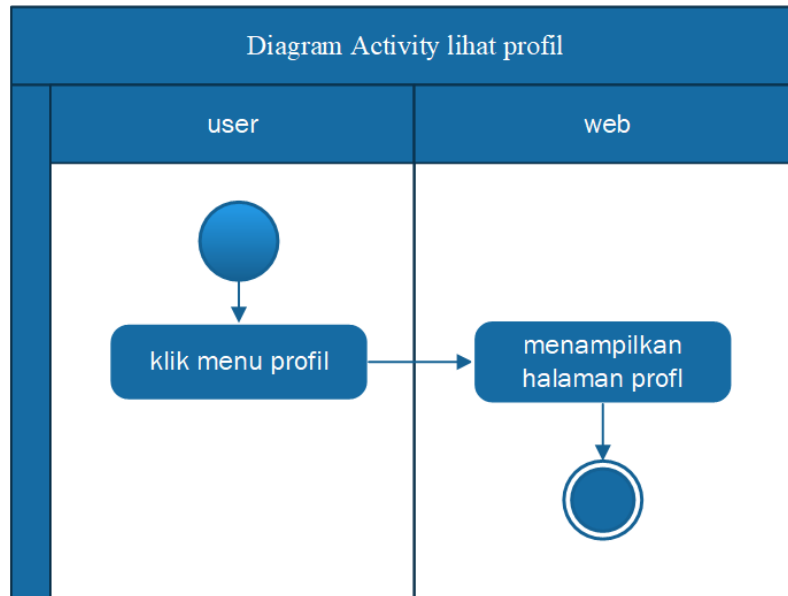 Diagram Activity lihat profil
user
web
klik menu profil
menampilkan
halaman profl